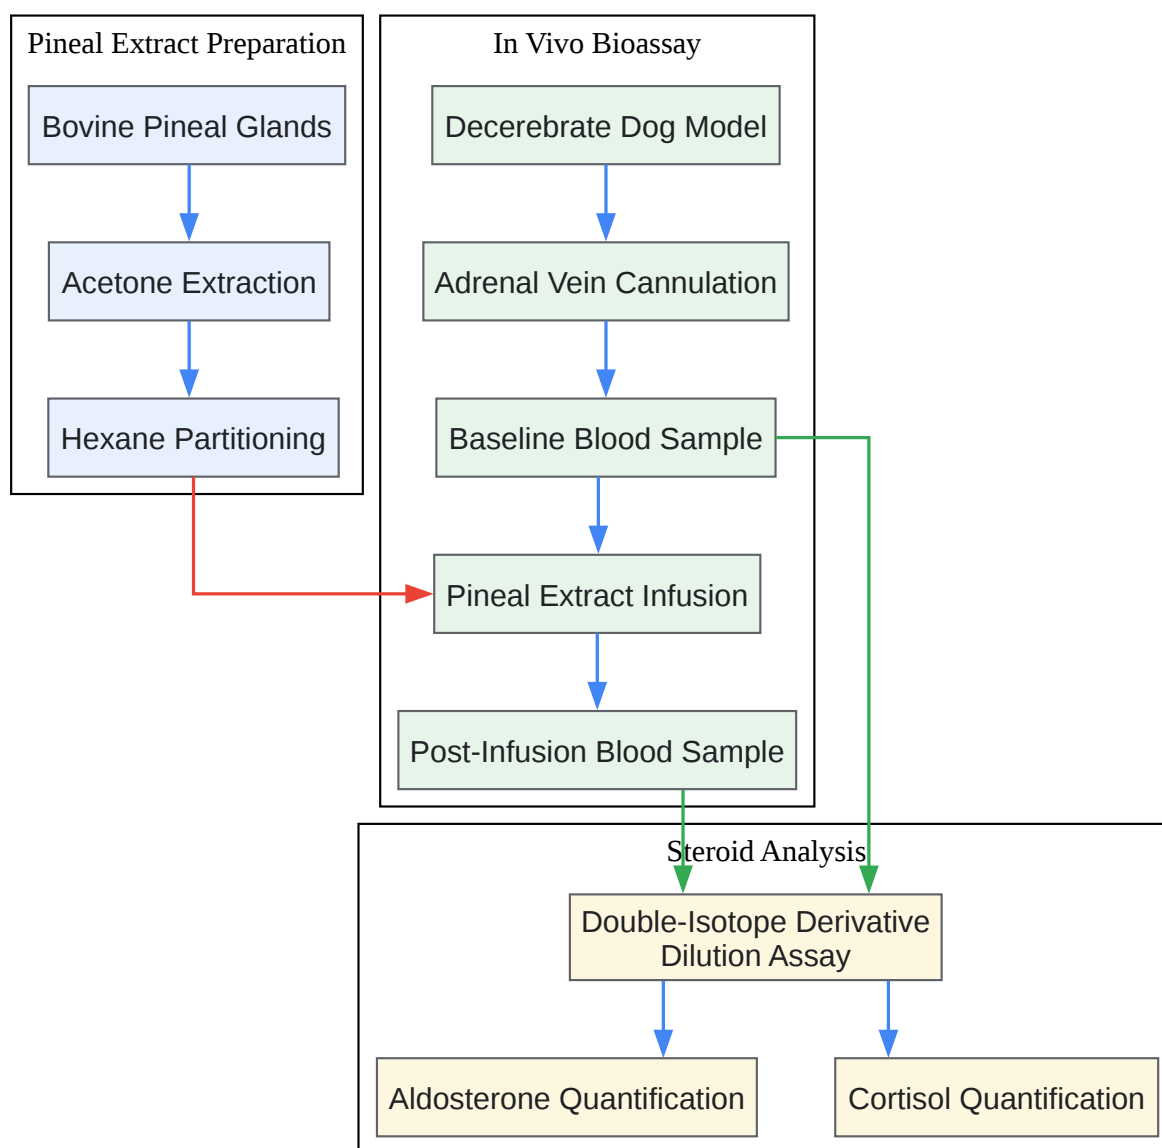 Pineal Extract Preparation
Bovine Pineal Glands
Acetone Extraction
Hexane Partitioning
In Vivo Bioassay
Decerebrate Dog Model
Adrenal Vein Cannulation
Baseline Blood Sample
Pineal Extract Infusion
Post-Infusion Blood Sample
Steroid Analysis
Double-Isotope Derivative
Dilution Assay
Aldosterone Quantification
Cortisol Quantification